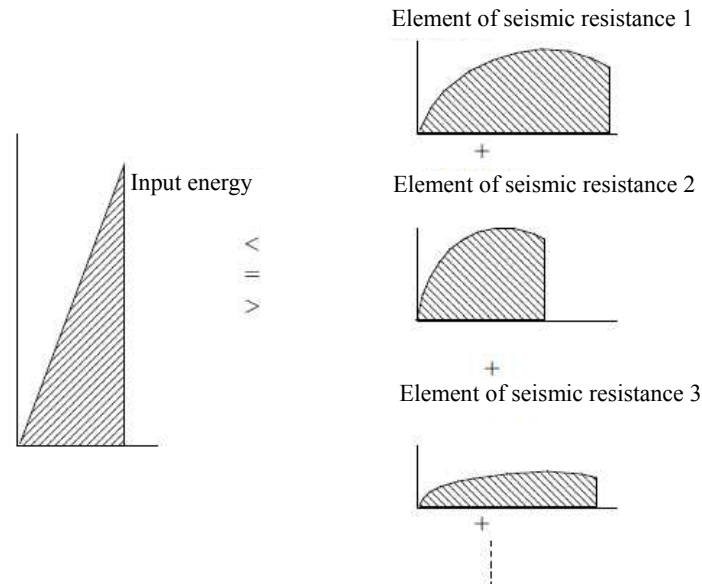 Element of seismic resistance 1
+
Input energy
Element of seismic resistance 2
<
=
>
+
Element of seismic resistance 3
+